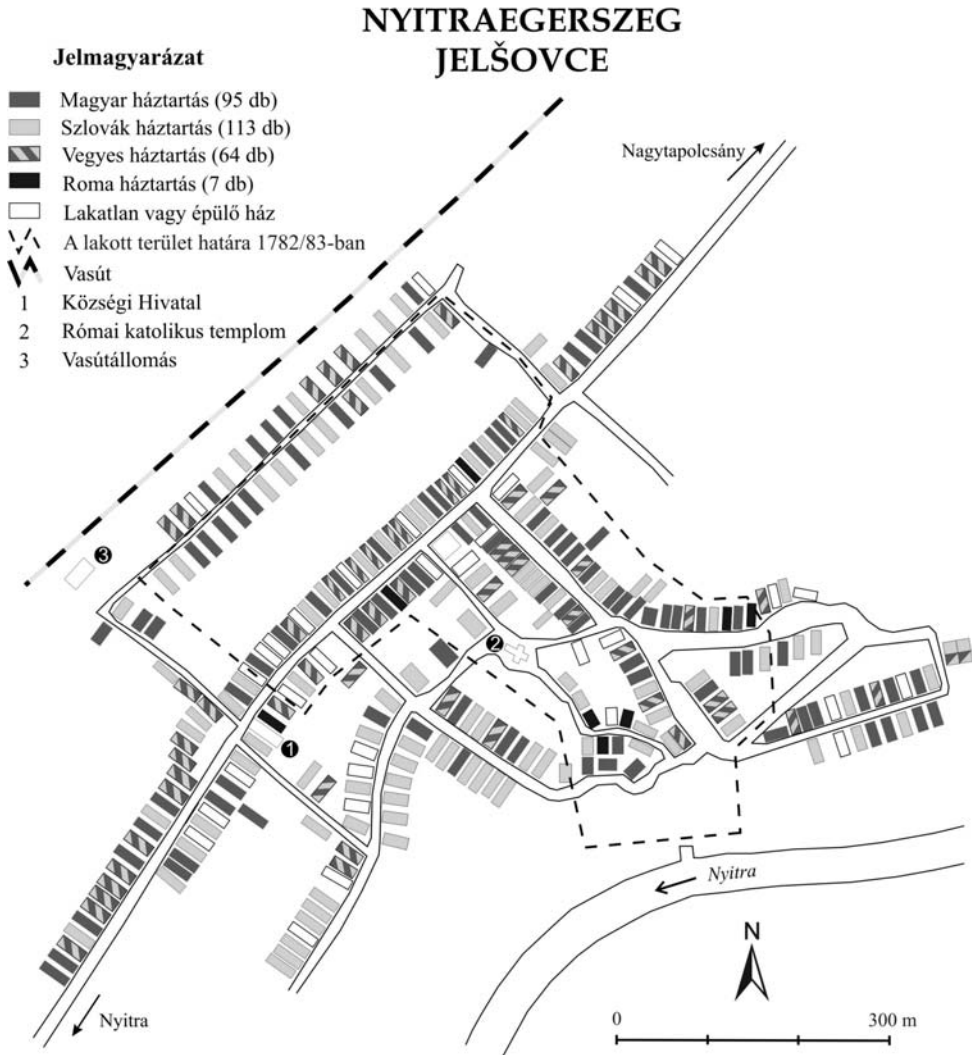 NYITRAEGERSZEG
JELŠOVCE
Jelmagyarázat
Magyar háztartás (95 db)
Szlovák háztartás (113 db)
Vegyes háztartás (64 db)
Roma háztartás (7 db)
Lakatlan vagy épülő ház
A lakott terület határa 1782/83-ban
Vasút
1 Községi Hivatal
2 Római katolikus templom
3 Vasútállomás
Nagytapolcsány
3
2
1
Nyitra
N
Nyitra
0 300 m